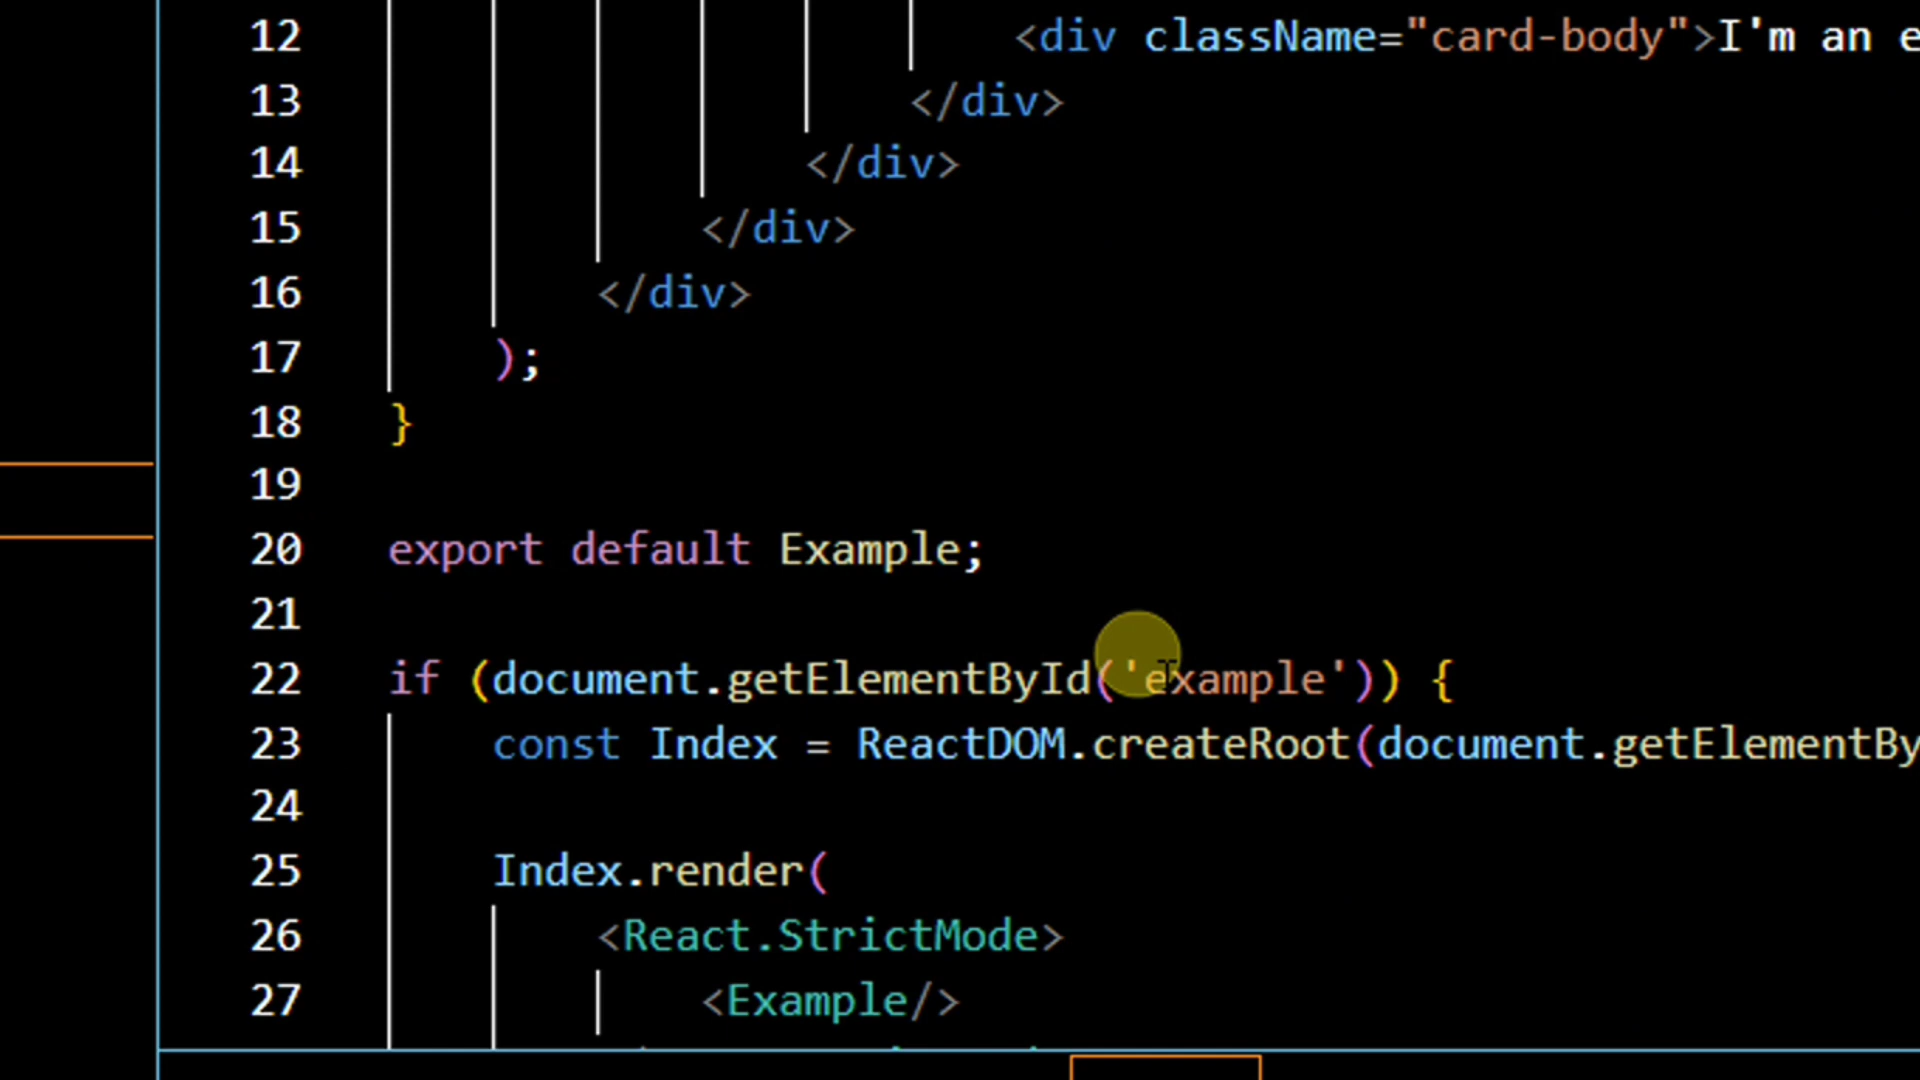 12 <div className="card-body">I'm an e
13 </div>
14 </div>
15 </div>
16 </div>
17 );
18 }
19
20 export default Example;
21
22 if (document.getElementById('example')) {
23 const Index = ReactDOM.createRoot(document.getElementBy
24
25 Index.render(
26 <React.StrictMode>
27 <Example/>